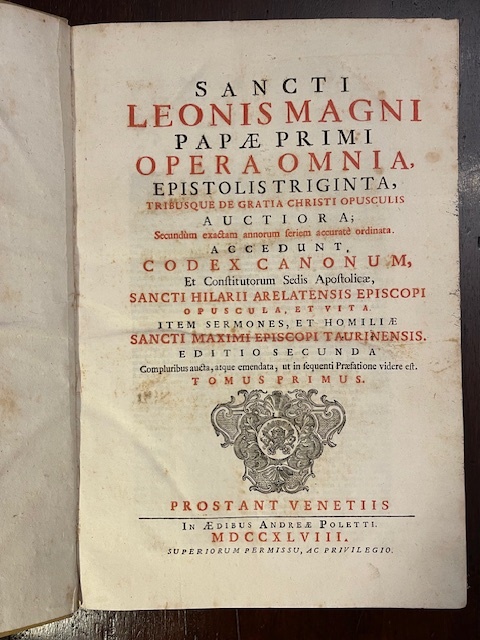 SANCTI
LEONIS MAGNI
PAPÆ PRIMI
OPERA OMNIA,
EPISTOLIS TRIGINTA,
TRIBUSQUE DE GRATIA CHRISTI OPUSCULIS
AUCTIORA;
Secundùm exactam annorum ſeriem accuratè ordinata.
ACCEDUNT,
CODEX CANONUM,
Et Conſtitutorum Sedis Apoſtolicæ,
SANCTI HILARII ARELATENSIS EPISCOPI
OPUSCULA, ET VITA
ITEM SERMONES, ET HOMILIÆ
SANCTI MAXIMI EPISCOPI TAURINENSIS.
EDITIO SECUNDA
Compluribus aucta, atque emendata, ut in ſequenti Præfatione videre eſt.
TOMUS PRIMUS.
PROSTANT VENETIIS
IN ÆDIBUS ANDREÆ POLETTI.
MDCCXLVIII.
SUPERIORUM PERMISSU, AC PRIVILEGIO.